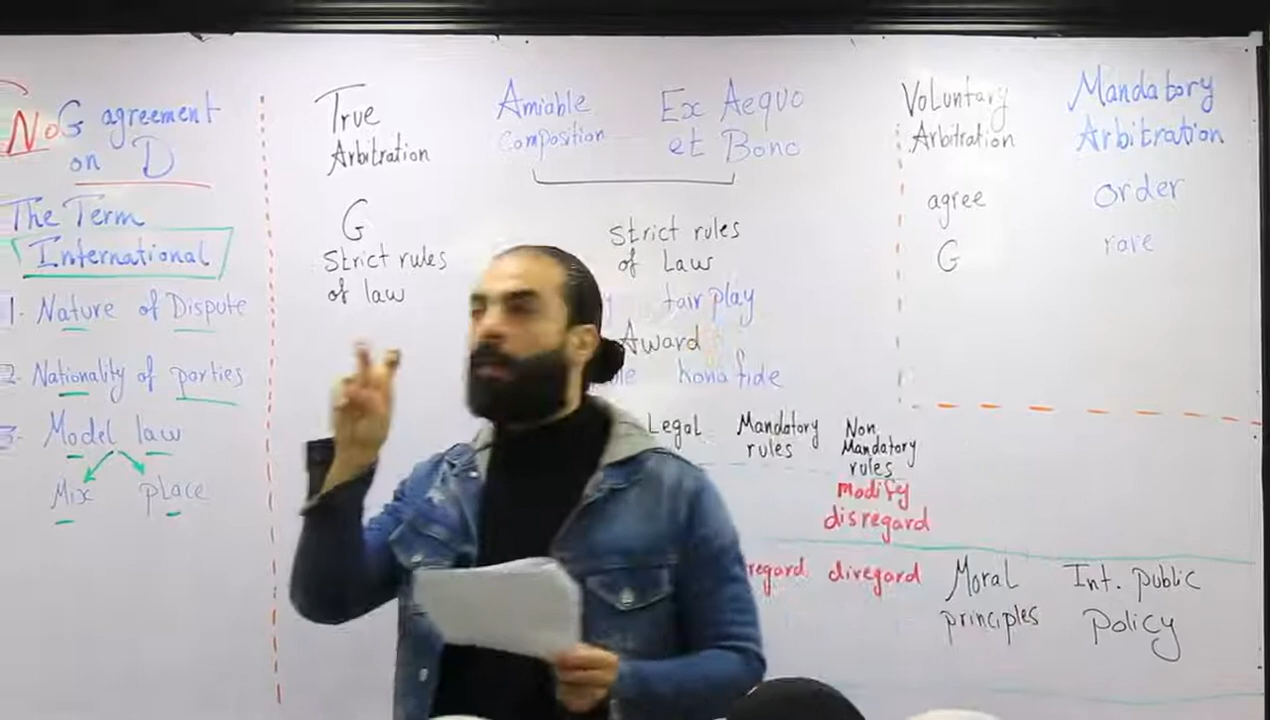 No G agreement
on D
The Term
International
1. Nature of Dispute
2. Nationality of parties
3. Model law
Mix place
True
Arbitration
G
Strict rules
of law
Amiable
composition
Ex Aequo
et Bono
Strict rules
of Law
fair play
Award
bona fide
Legal
Mandatory
rules
Non
Mandatory
rules
Modify
disregard
regard disregard
Moral
principles
Int. public
Policy
Voluntary
Arbitration
agree
G
Mandatory
Arbitration
order
rare